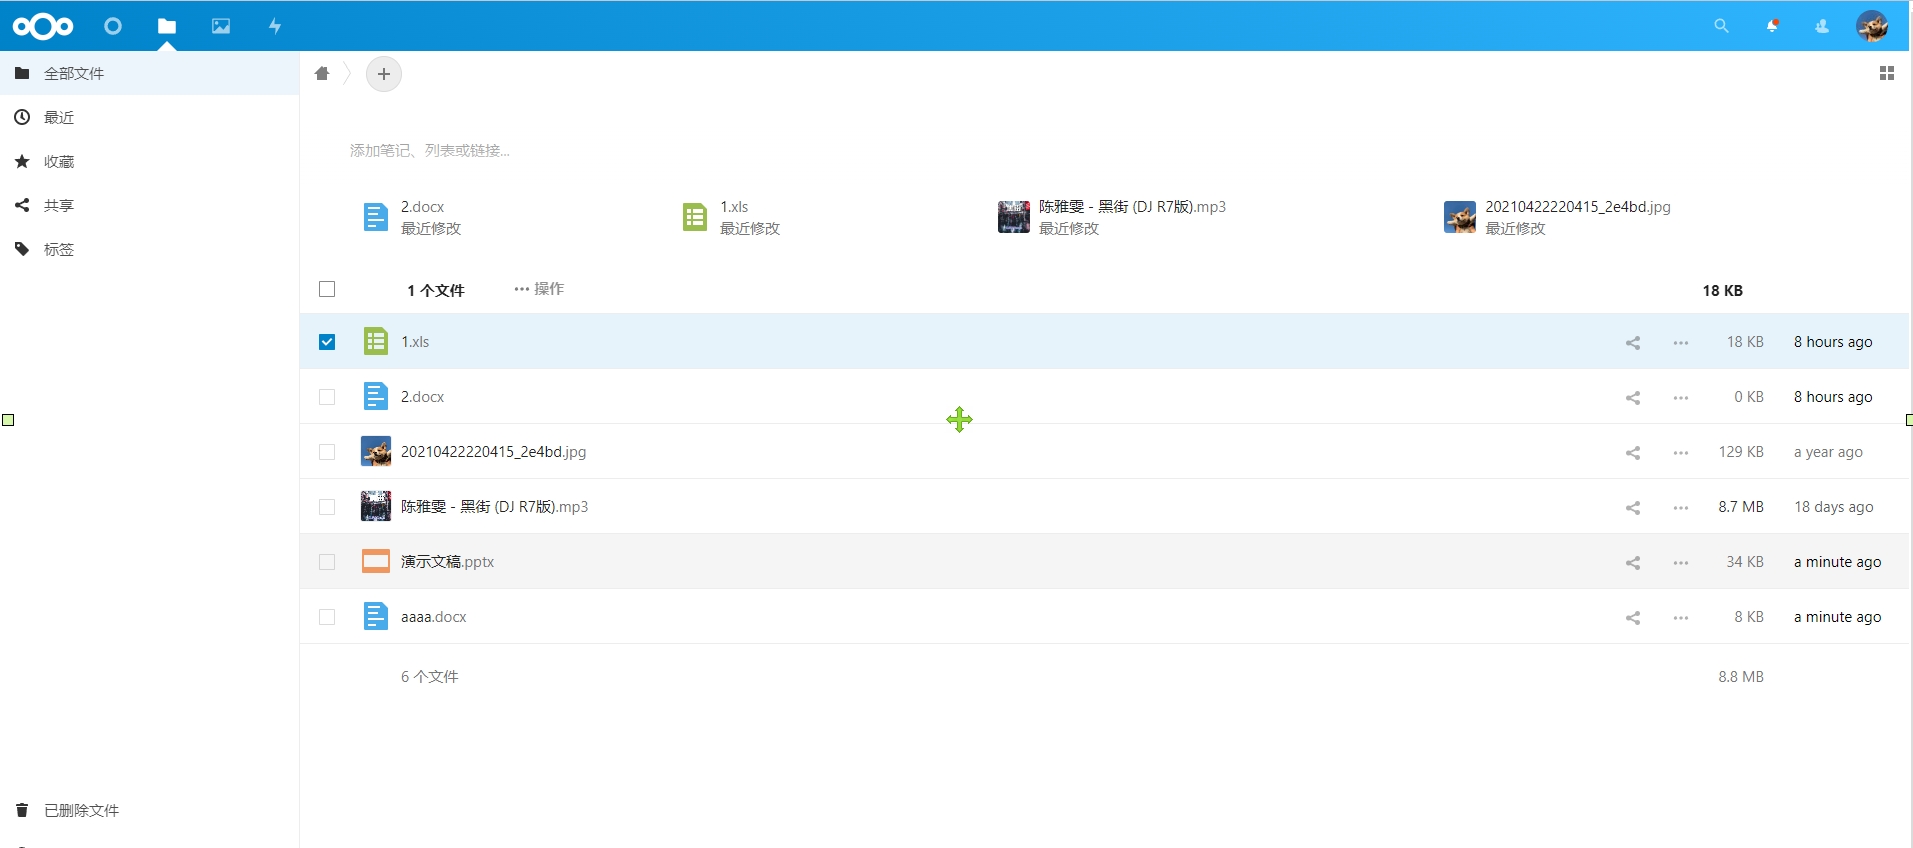 全部文件
最近
收藏
共享
标签
已删除文件
添加笔记、列表或链接...
2.docx
最近修改
1.xls
最近修改
陈雅雯 - 黑街 (DJ R7版).mp3
最近修改
20210422220415_2e4bd.jpg
最近修改
1 个文件 ··· 操作 18 KB
1.xls ··· 18 KB 8 hours ago
2.docx ··· 0 KB 8 hours ago
20210422220415_2e4bd.jpg ··· 129 KB a year ago
陈雅雯 - 黑街 (DJ R7版).mp3 ··· 8.7 MB 18 days ago
演示文稿.pptx ··· 34 KB a minute ago
aaaa.docx ··· 8 KB a minute ago
6 个文件 8.8 MB